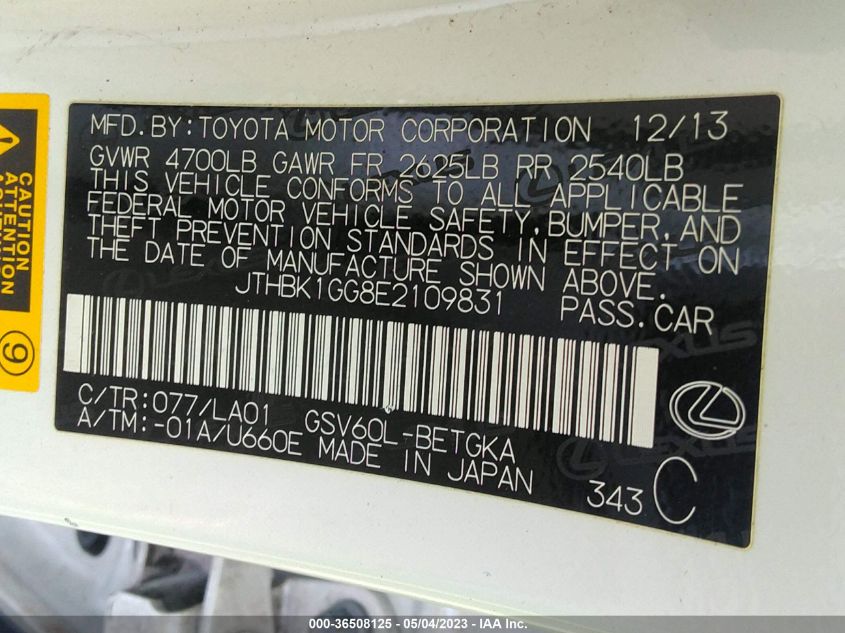 CAUTION
ATTENTION
9
MFD.BY:TOYOTA MOTOR CORPORATION 12/13
GVWR 4700LB GAWR FR 2625LB RR 2540LB
THIS VEHICLE CONFORMS TO ALL APPLICABLE
FEDERAL MOTOR VEHICLE SAFETY,BUMPER,AND
THEFT PREVENTION STANDARDS IN EFFECT ON
THE DATE OF MANUFACTURE SHOWN ABOVE.
JTHBK1GG8E2109831 PASS.CAR
C/TR:077/LA01 GSV60L-BETGKA
A/TM:-01A/U660E MADE IN JAPAN
343 C
LEXUS
LEXUS
000-36508125 - 05/04/2023 - IAA Inc.